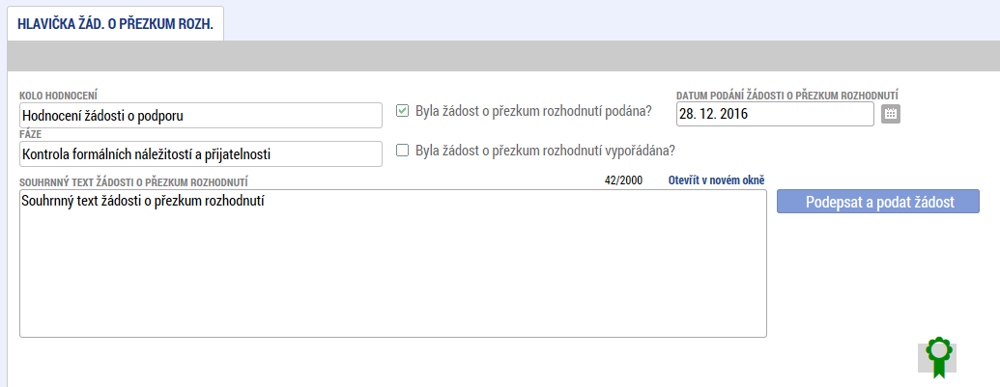 HLAVIČKA ŽÁD. O PŘEZKUM ROZH.
KOLO HODNOCENÍ
Hodnocení žádosti o podporu
Byla žádost o přezkum rozhodnutí podána?
DATUM PODÁNÍ ŽÁDOSTI O PŘEZKUM ROZHODNUTÍ
28. 12. 2016
FÁZE
Kontrola formálních náležitostí a přijatelnosti
Byla žádost o přezkum rozhodnutí vypořádána?
SOUHRNNÝ TEXT ŽÁDOSTI O PŘEZKUM ROZHODNUTÍ
42/2000
Otevřít v novém okně
Souhrnný text žádosti o přezkum rozhodnutí
Podepsat a podat žádost